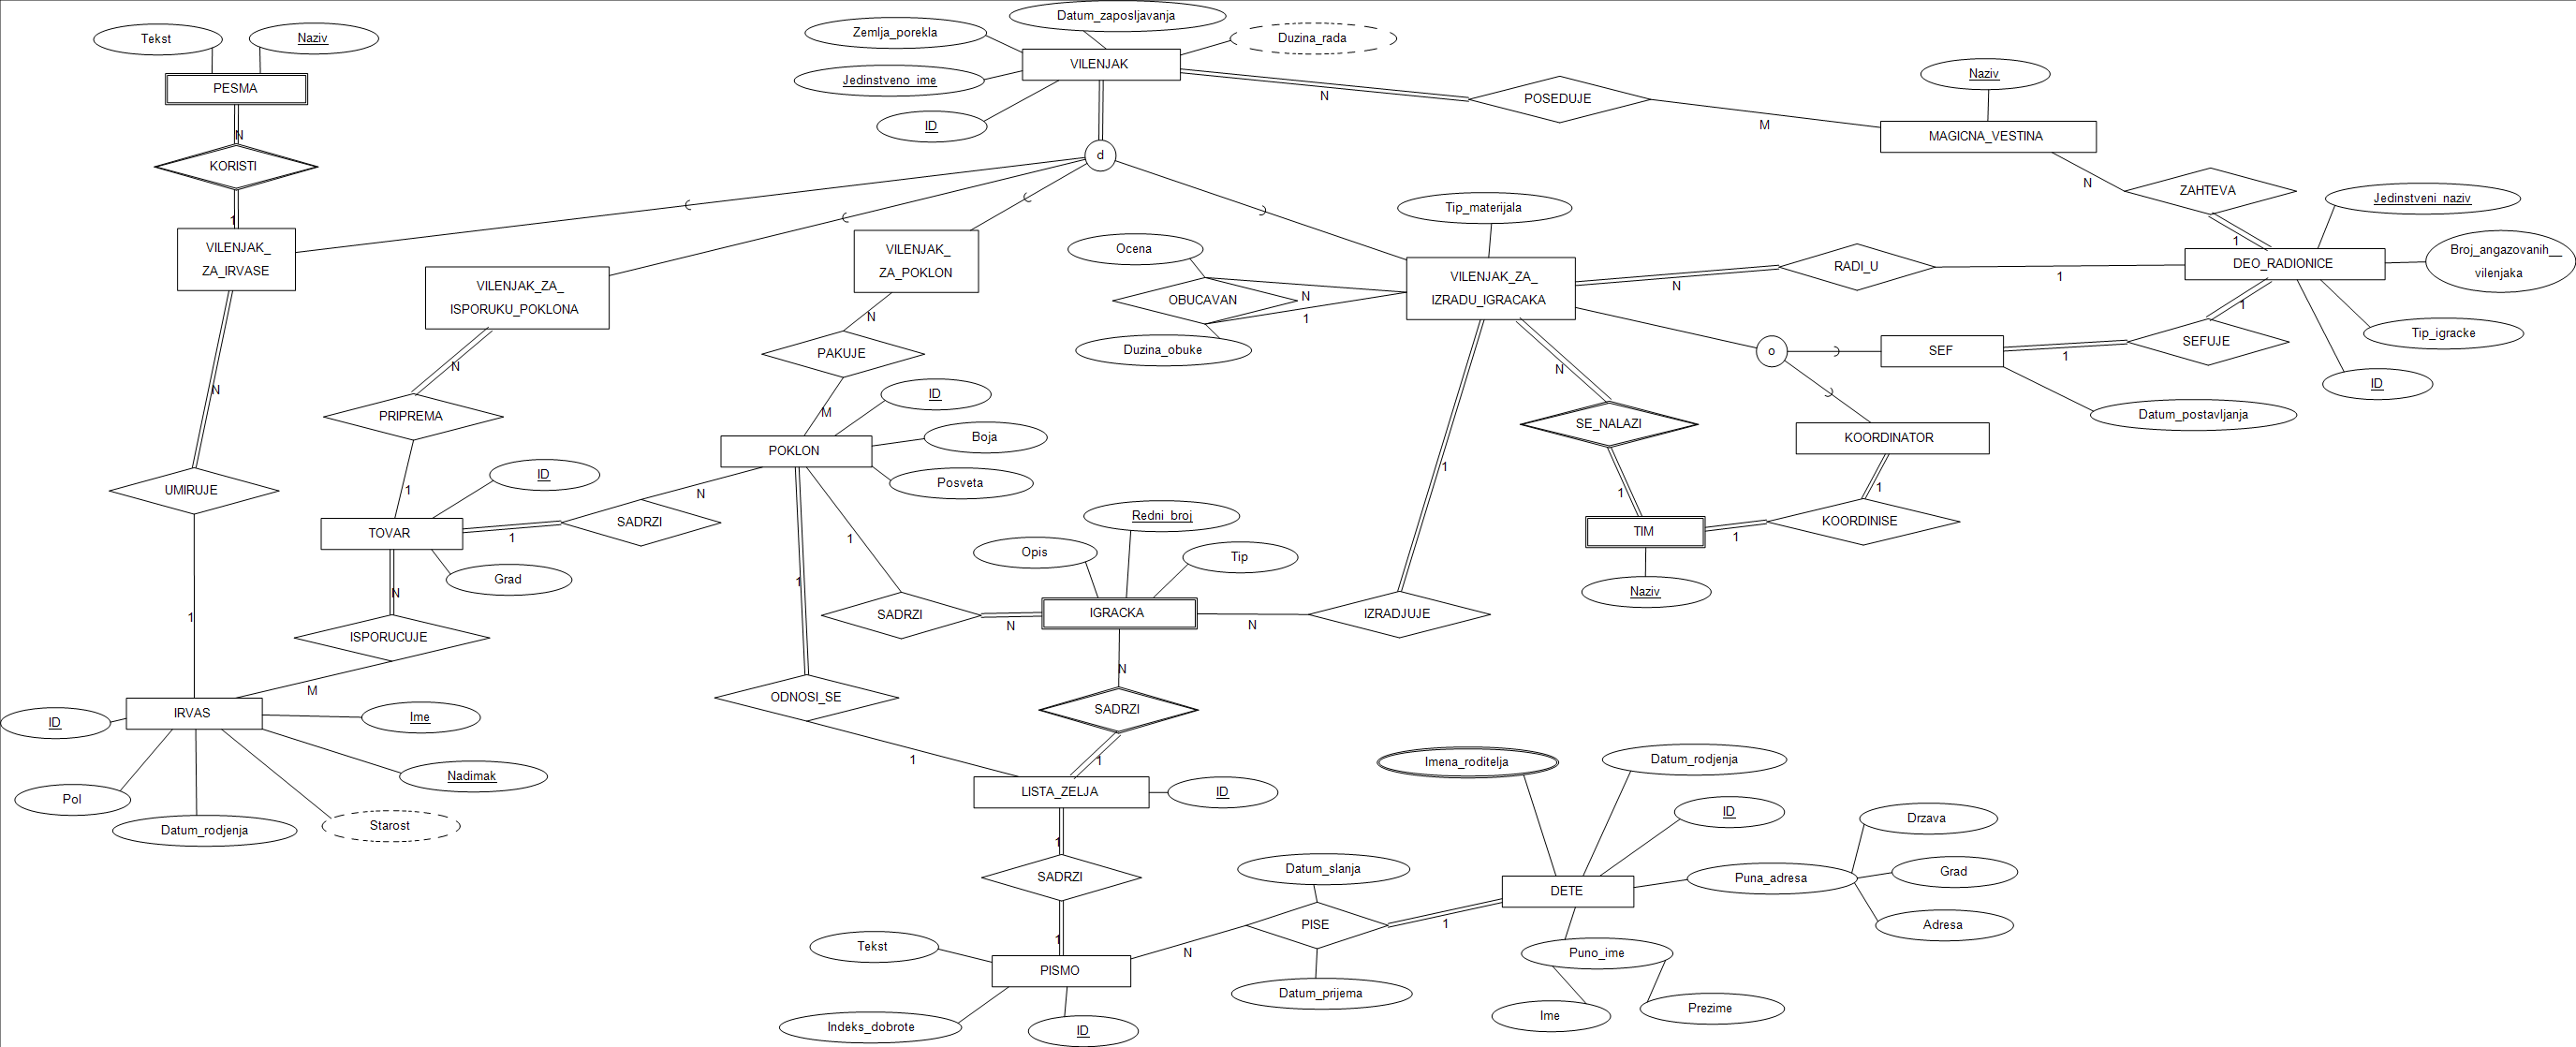 Datum_zaposljavanja
Tekst
Naziv
Zemlja_porekla
Duzina_rada
VILENJAK
Naziv
Jedinstveno_ime
PESMA
N
POSEDUJE
M
ID
N
MAGICNA_VESTINA
d
KORISTI
N
ZAHTEVA
Jedinstveni_naziv
Tip_materijala
1
1
VILENJAK_
ZA_IRVASE
VILENJAK_
ZA_POKLON
Ocena
Broj_angazovanih__
vilenjaka
DEO_RADIONICE
RADI_U
N
1
VILENJAK_ZA_
IZRADU_IGRACAKA
VILENJAK_ZA_
ISPORUKU_POKLONA
OBUCAVAN
N
1
1
N
Tip_igracke
SEFUJE
Duzina_obuke
PAKUJE
o
SEF
1
N
N
N
ID
ID
M
PRIPREMA
Datum_postavljanja
SE_NALAZI
Boja
KOORDINATOR
POKLON
1
ID
Posveta
UMIRUJE
1
N
1
1
Redni_broj
SADRZI
KOORDINISE
TOVAR
1
1
TIM
1
Opis
Tip
Grad
1
N
Naziv
1
SADRZI
N
IGRACKA
N
IZRADJUJE
ISPORUCUJE
N
M
ODNOSI_SE
SADRZI
IRVAS
Ime
ID
1
1
Imena_roditelja
Datum_rodjenja
Nadimak
LISTA_ZELJA
ID
Pol
ID
Drzava
Datum_rodjenja
Starost
1
Datum_slanja
Grad
SADRZI
Puna_adresa
DETE
PISE
1
Adresa
1
Tekst
N
Puno_ime
PISMO
Datum_prijema
Prezime
Ime
Indeks_dobrote
ID